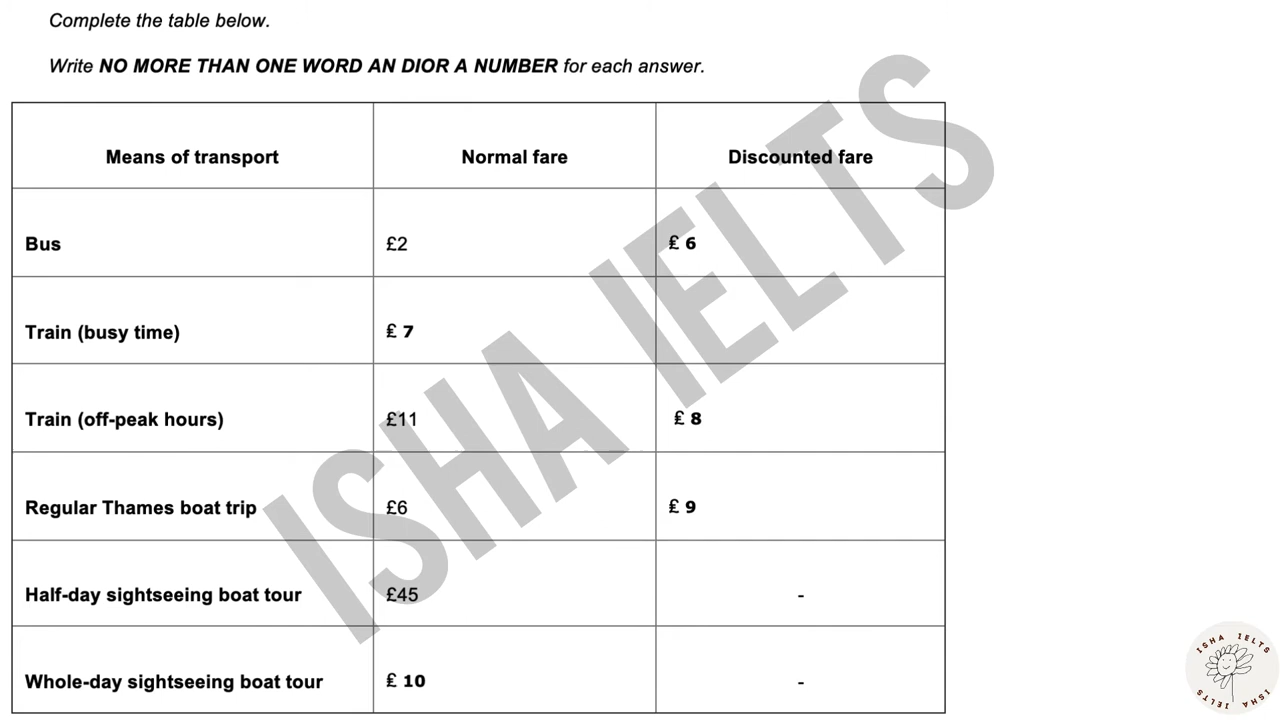 Complete the table below.
Write NO MORE THAN ONE WORD AN DIOR A NUMBER for each answer.
Means of transport Normal fare Discounted fare
Bus £2 ₤ 6
Train (busy time) ₤ 7
Train (off-peak hours) £11 ₤ 8
Regular Thames boat trip £6 ₤ 9
Half-day sightseeing boat tour £45 -
Whole-day sightseeing boat tour ₤ 10 -
ISHA IELTS
ISHA IELTS
ISHA IELTS